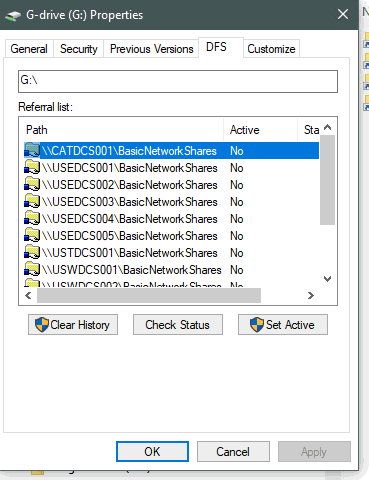 G-drive (G:) Properties
General Security Previous Versions DFS Customize
G:\
Referral list:
Path Active Sta
\\CATDCS001\BasicNetworkShares No
\\USEDCS001\BasicNetworkShares No
\\USEDCS002\BasicNetworkShares No
\\USEDCS003\BasicNetworkShares No
\\USEDCS004\BasicNetworkShares No
\\USEDCS005\BasicNetworkShares No
\\USTDCS001\BasicNetworkShares No
\\USWDCS001\BasicNetworkShares No
\\USWDCS002\BasicNetworkShares No
Clear History Check Status Set Active
OK Cancel Apply